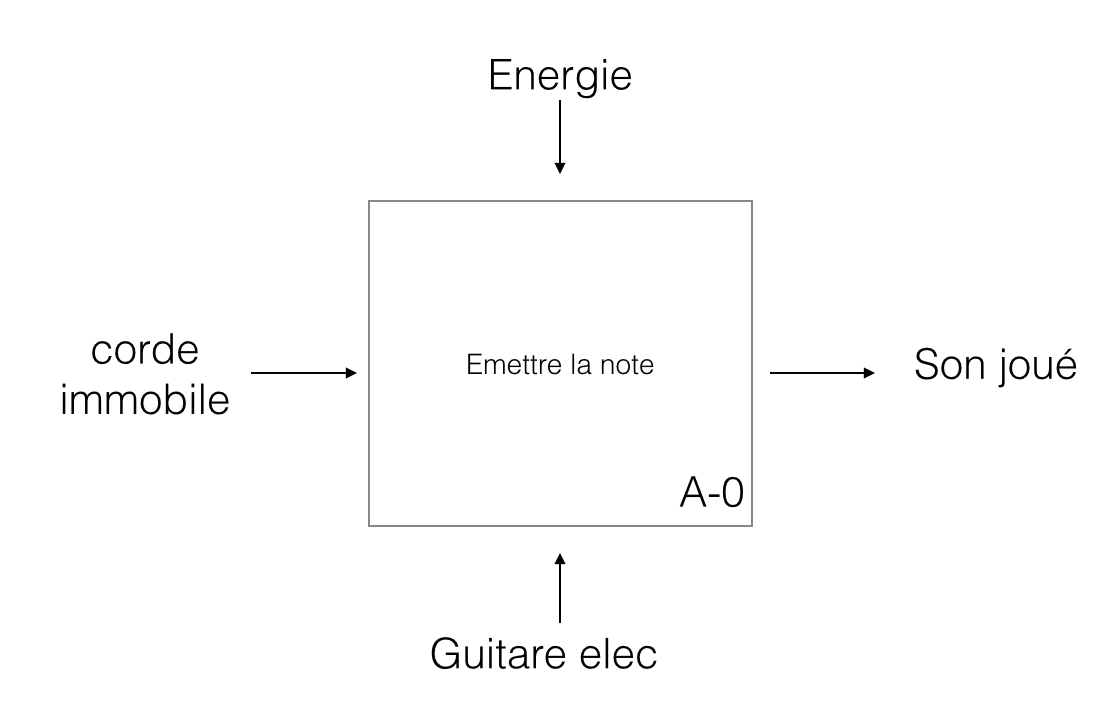 Energie
corde
immobile
Emettre la note
Son joué
A-0
Guitare elec